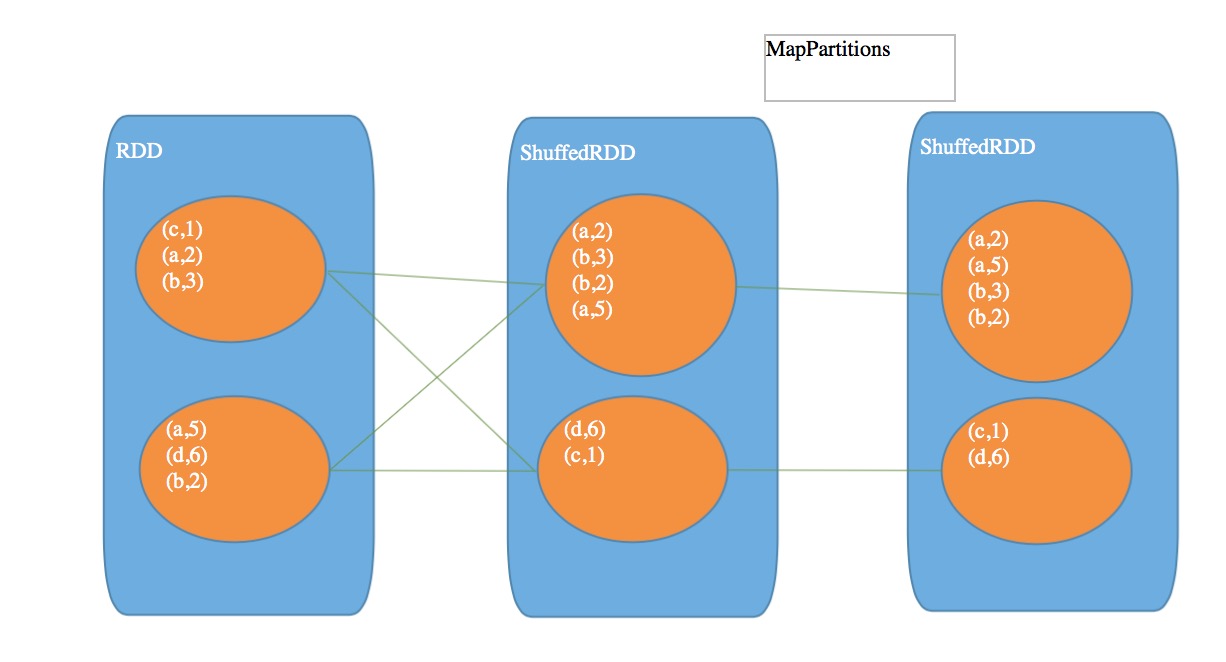 MapPartitions
RDD
(c,1)
(a,2)
(b,3)
(a,5)
(d,6)
(b,2)
ShuffedRDD
(a,2)
(b,3)
(b,2)
(a,5)
(d,6)
(c,1)
ShuffedRDD
(a,2)
(a,5)
(b,3)
(b,2)
(c,1)
(d,6)